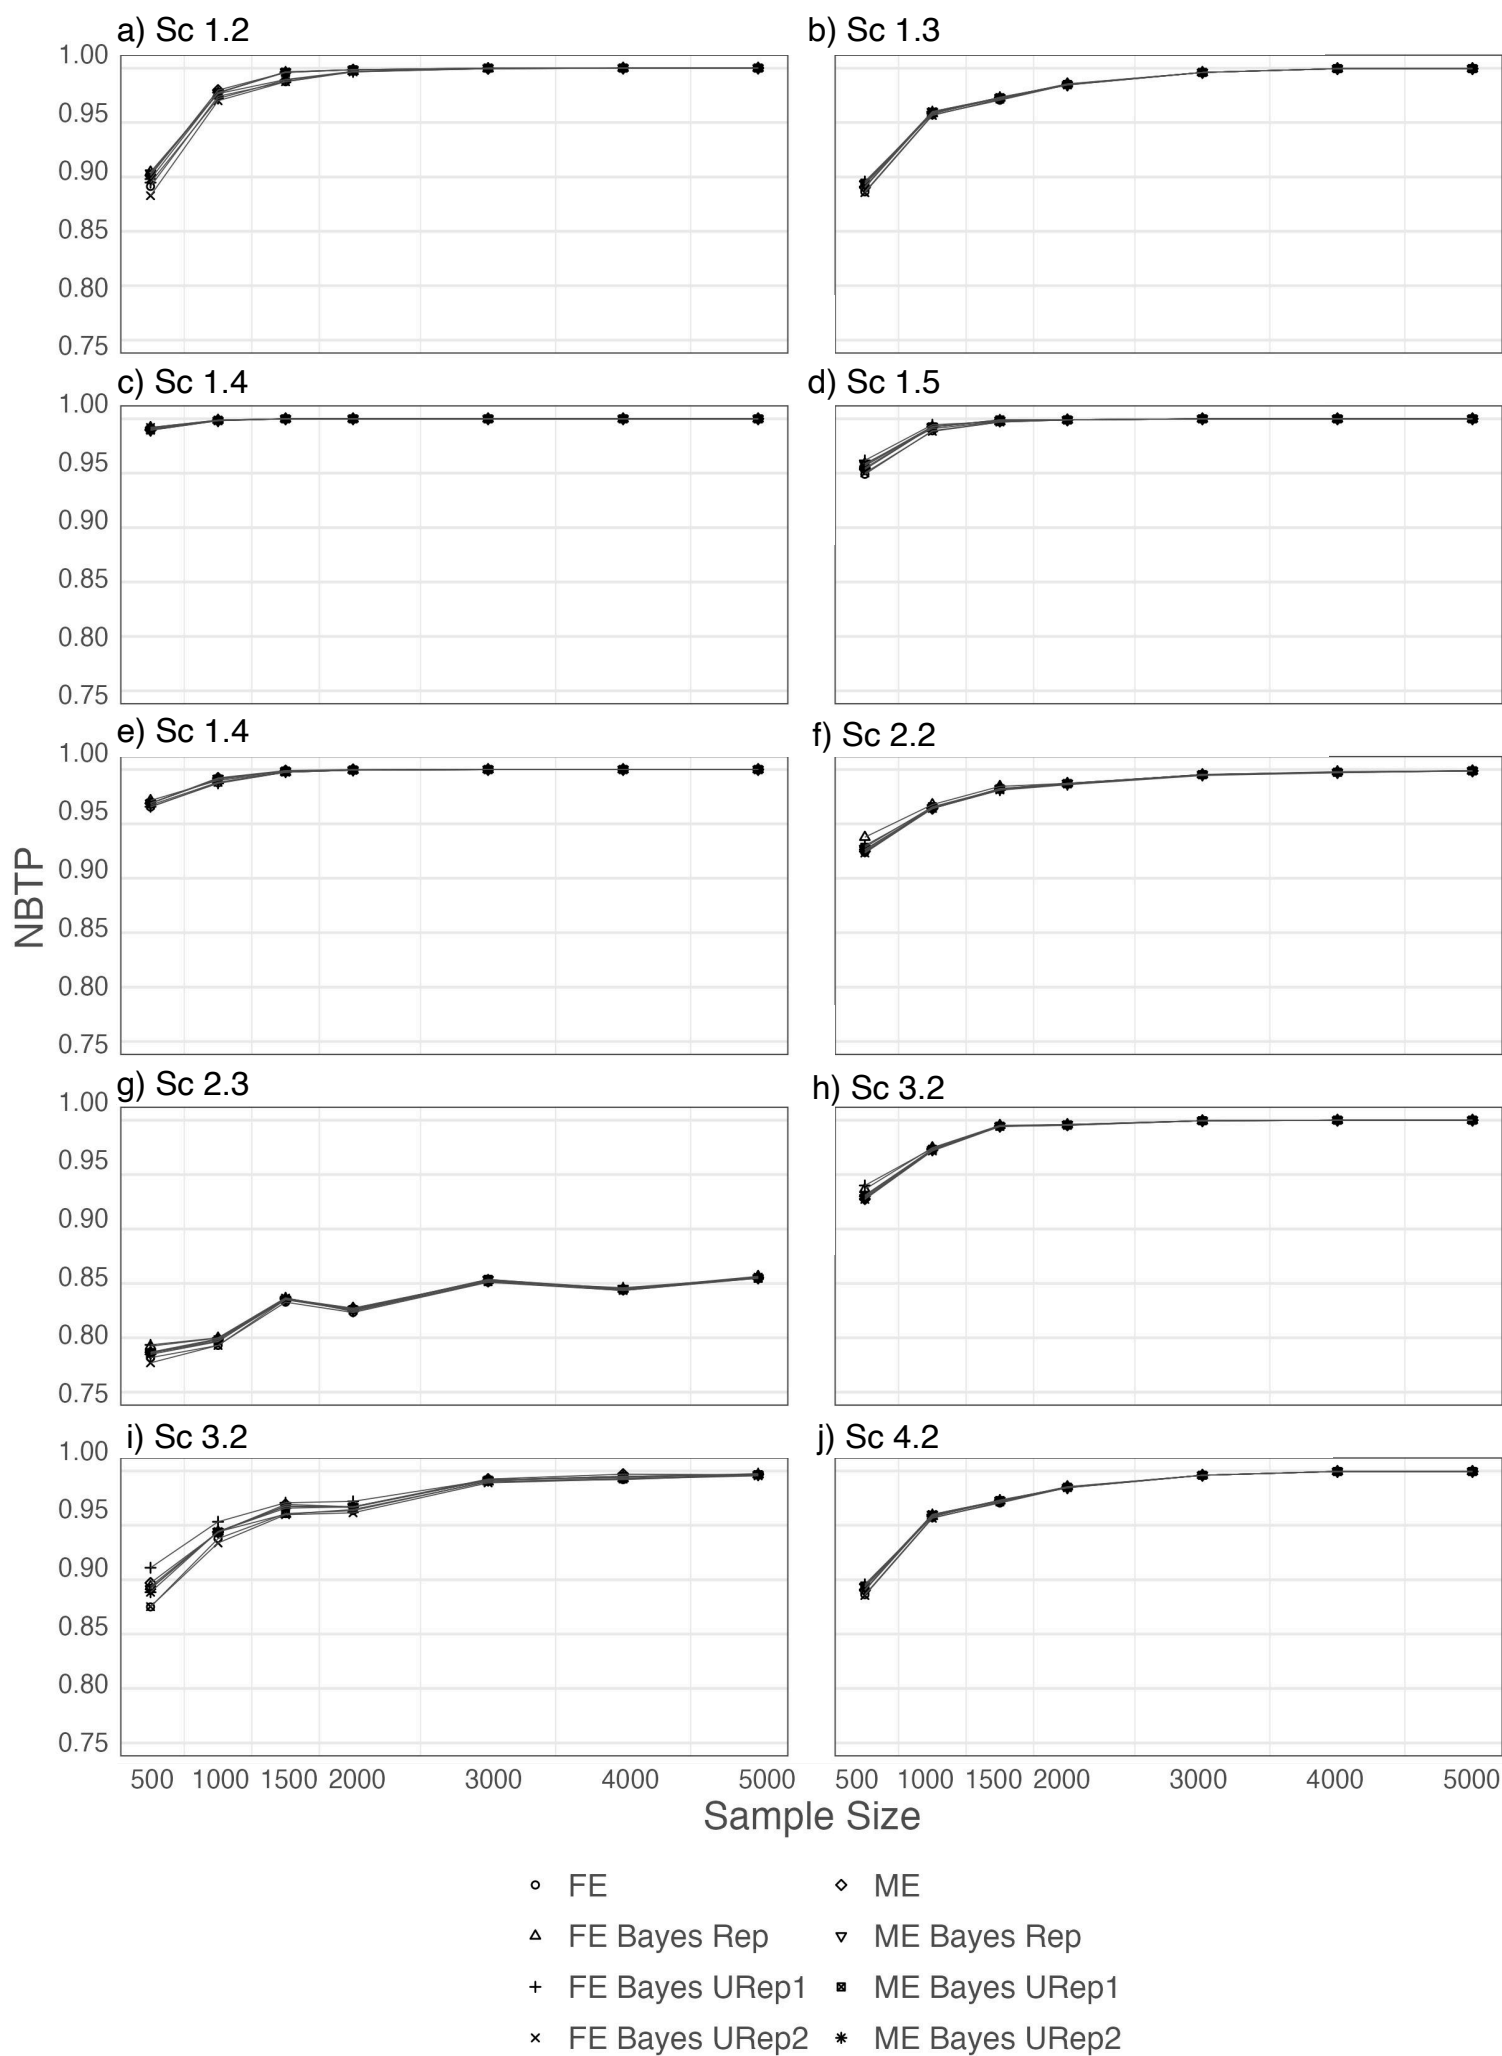 a) Sc 1.2
b) Sc 1.3
1.00
0.95
0.90
0.85
0.80
0.75
c) Sc 1.4
d) Sc 1.5
1.00
0.95
0.90
0.85
0.80
0.75
e) Sc 1.4
f) Sc 2.2
1.00
0.95
0.90
0.85
0.80
0.75
NBTP
g) Sc 2.3
h) Sc 3.2
1.00
0.95
0.90
0.85
0.80
0.75
i) Sc 3.2
j) Sc 4.2
1.00
0.95
0.90
0.85
0.80
0.75
500 1000 1500 2000 3000 4000 5000
500 1000 1500 2000 3000 4000 5000
Sample Size
FE
FE Bayes Rep
FE Bayes URep1
FE Bayes URep2
ME
ME Bayes Rep
ME Bayes URep1
ME Bayes URep2